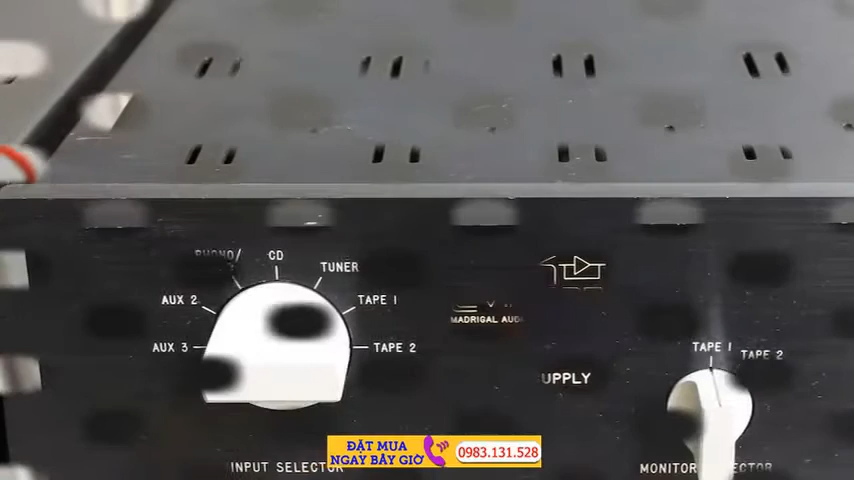 PHONO/
CD
TUNER
AUX 2
TAPE 1
AUX 3
TAPE 2
MADRIGAL
UPPLY
TAPE 1
TAPE 2
INPUT SELECTOR
MONITOR
ĐẶT MUA
NGAY BÂY GIỜ
0983.131.528